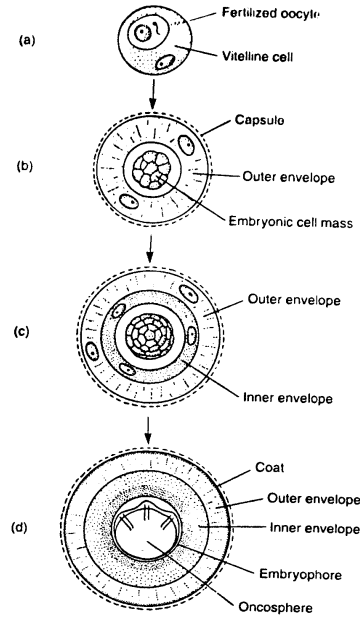 (a)
Fertilized oocyte
Vitelline cell
(b)
Capsule
Outer envelope
Embryonic cell mass
(c)
Outer envelope
Inner envelope
(d)
Coat
Outer envelope
Inner envelope
Embryophore
Oncosphere